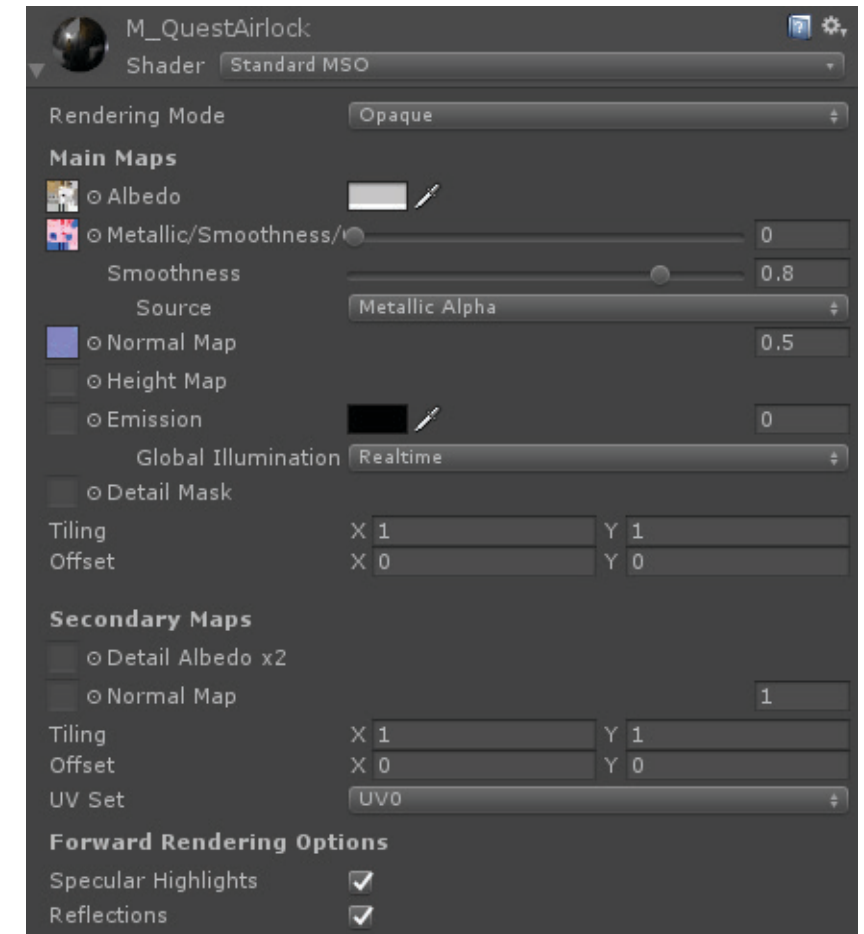 M_QuestAirlock
Shader Standard MSO
Rendering Mode Opaque
Main Maps
Albedo
Metallic/Smoothness/ 0
Smoothness 0.8
Source Metallic Alpha
Normal Map 0.5
Height Map
Emission 0
Global Illumination Realtime
Detail Mask
Tiling X 1 Y 1
Offset X 0 Y 0
Secondary Maps
Detail Albedo x2
Normal Map 1
Tiling X 1 Y 1
Offset X 0 Y 0
UV Set UV0
Forward Rendering Options
Specular Highlights
Reflections